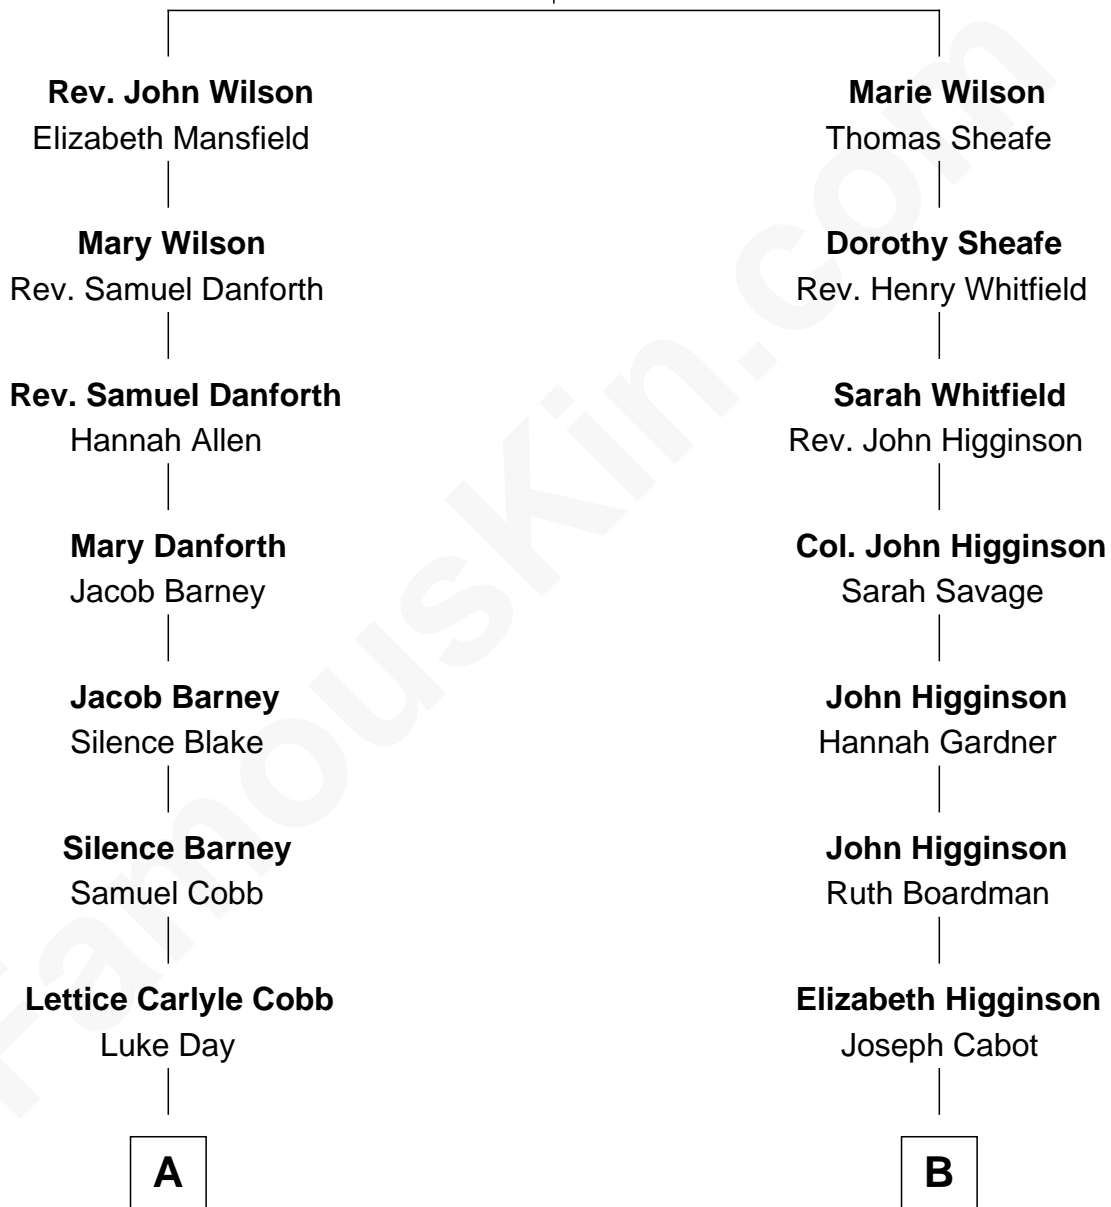 Rev. John Wilson
Elizabeth Mansfield
Mary Wilson
Rev. Samuel Danforth
Rev. Samuel Danforth
Hannah Allen
Mary Danforth
Jacob Barney
Jacob Barney
Silence Blake
Silence Barney
Samuel Cobb
Lettice Carlyle Cobb
Luke Day
A
Marie Wilson
Thomas Sheafe
Dorothy Sheafe
Rev. Henry Whitfield
Sarah Whitfield
Rev. John Higginson
Col. John Higginson
Sarah Savage
John Higginson
Hannah Gardner
John Higginson
Ruth Boardman
Elizabeth Higginson
Joseph Cabot
B
FamousKin.com